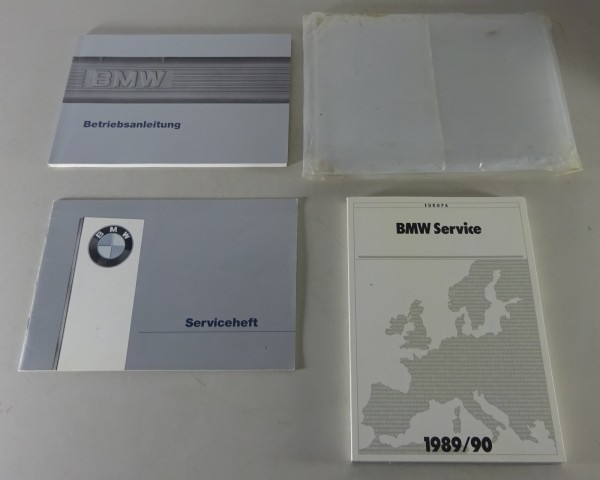 BMW
Betriebsanleitung
BMW
Serviceheft
EUROPA
BMW Service
1989/90